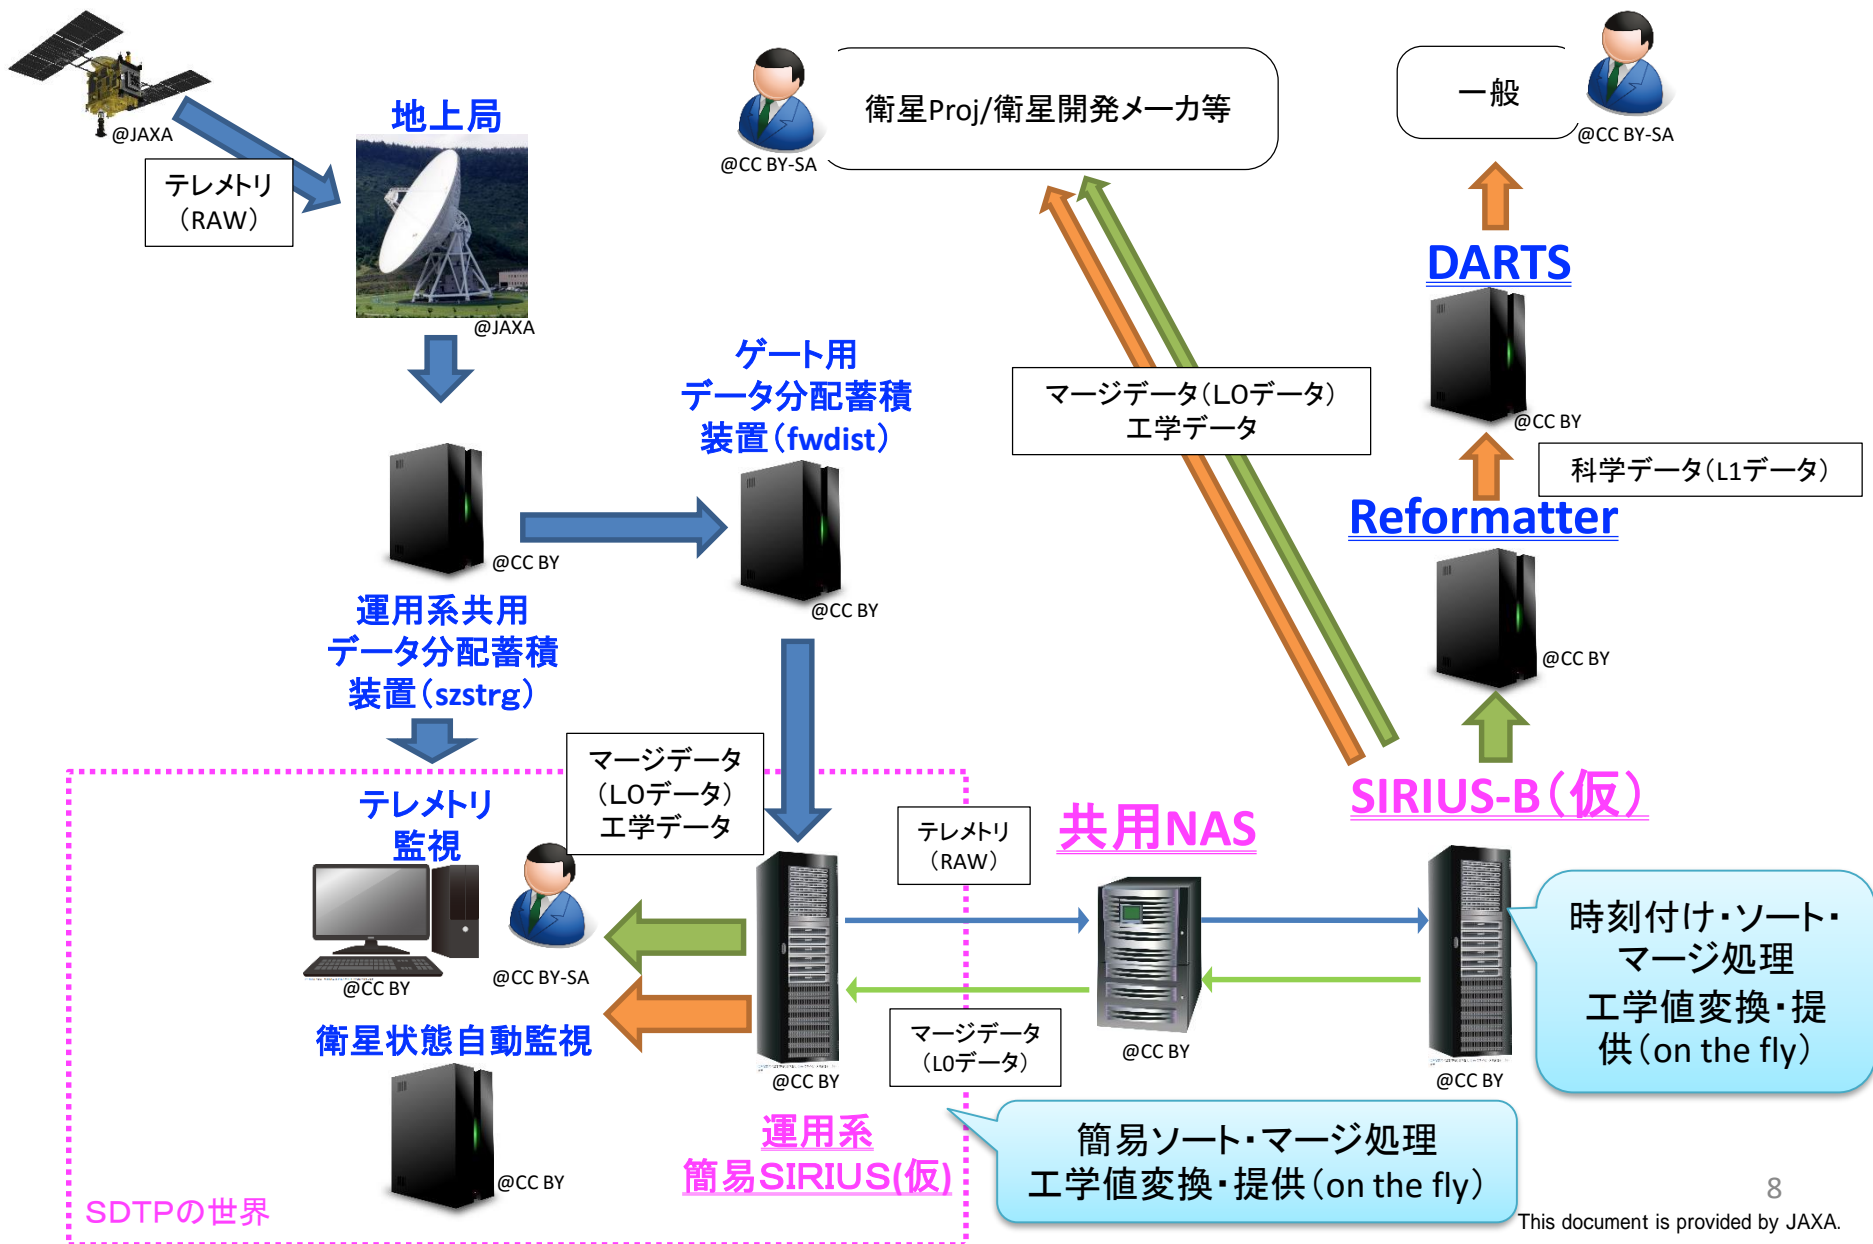 @JAXA
テレメトリ
（RAW）
地上局
@JAXA
@CC BY-SA
衛星Proj/衛星開発メーカ等
一般
@CC BY-SA
DARTS
@CC BY
科学データ（L1データ）
Reformatter
@CC BY
マージデータ（L0データ）
工学データ
ゲート用
データ分配蓄積
装置（fwdist）
@CC BY
@CC BY
運用系共用
データ分配蓄積
装置（szstrg）
マージデータ
（L0データ）
工学データ
テレメトリ
監視
@CC BY
@CC BY-SA
衛星状態自動監視
@CC BY
SDTPの世界
@CC BY
運用系
簡易SIRIUS(仮)
テレメトリ
（RAW）
共用NAS
@CC BY
マージデータ
（L0データ）
SIRIUS-B（仮）
@CC BY
時刻付け・ソート・
マージ処理
工学値変換・提
供（on the fly）
簡易ソート・マージ処理
工学値変換・提供（on the fly）
8
This document is provided by JAXA.